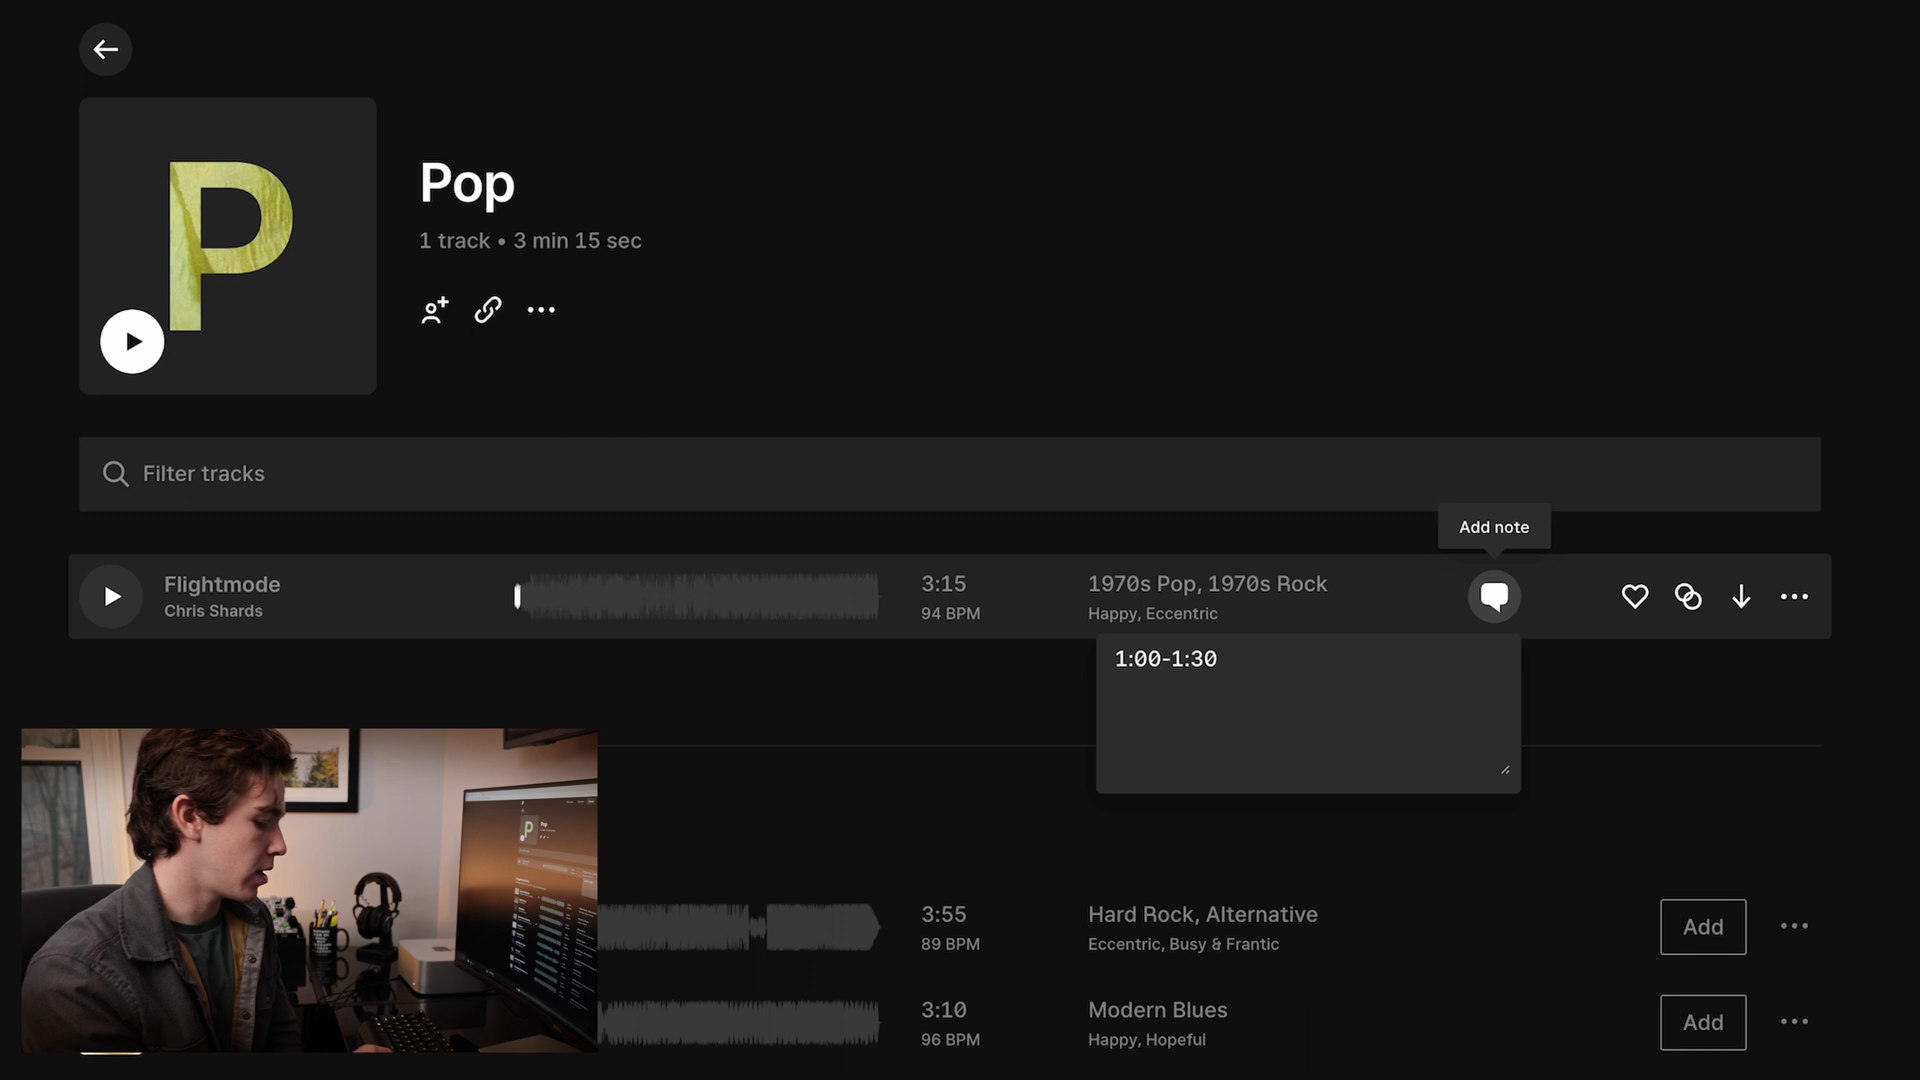 P
Pop
1 track • 3 min 15 sec
Filter tracks
Add note
Flightmode
Chris Shards
3:15
94 BPM
1970s Pop, 1970s Rock
Happy, Eccentric
1:00-1:30
3:55
89 BPM
Hard Rock, Alternative
Eccentric, Busy & Frantic
Add
3:10
96 BPM
Modern Blues
Happy, Hopeful
Add